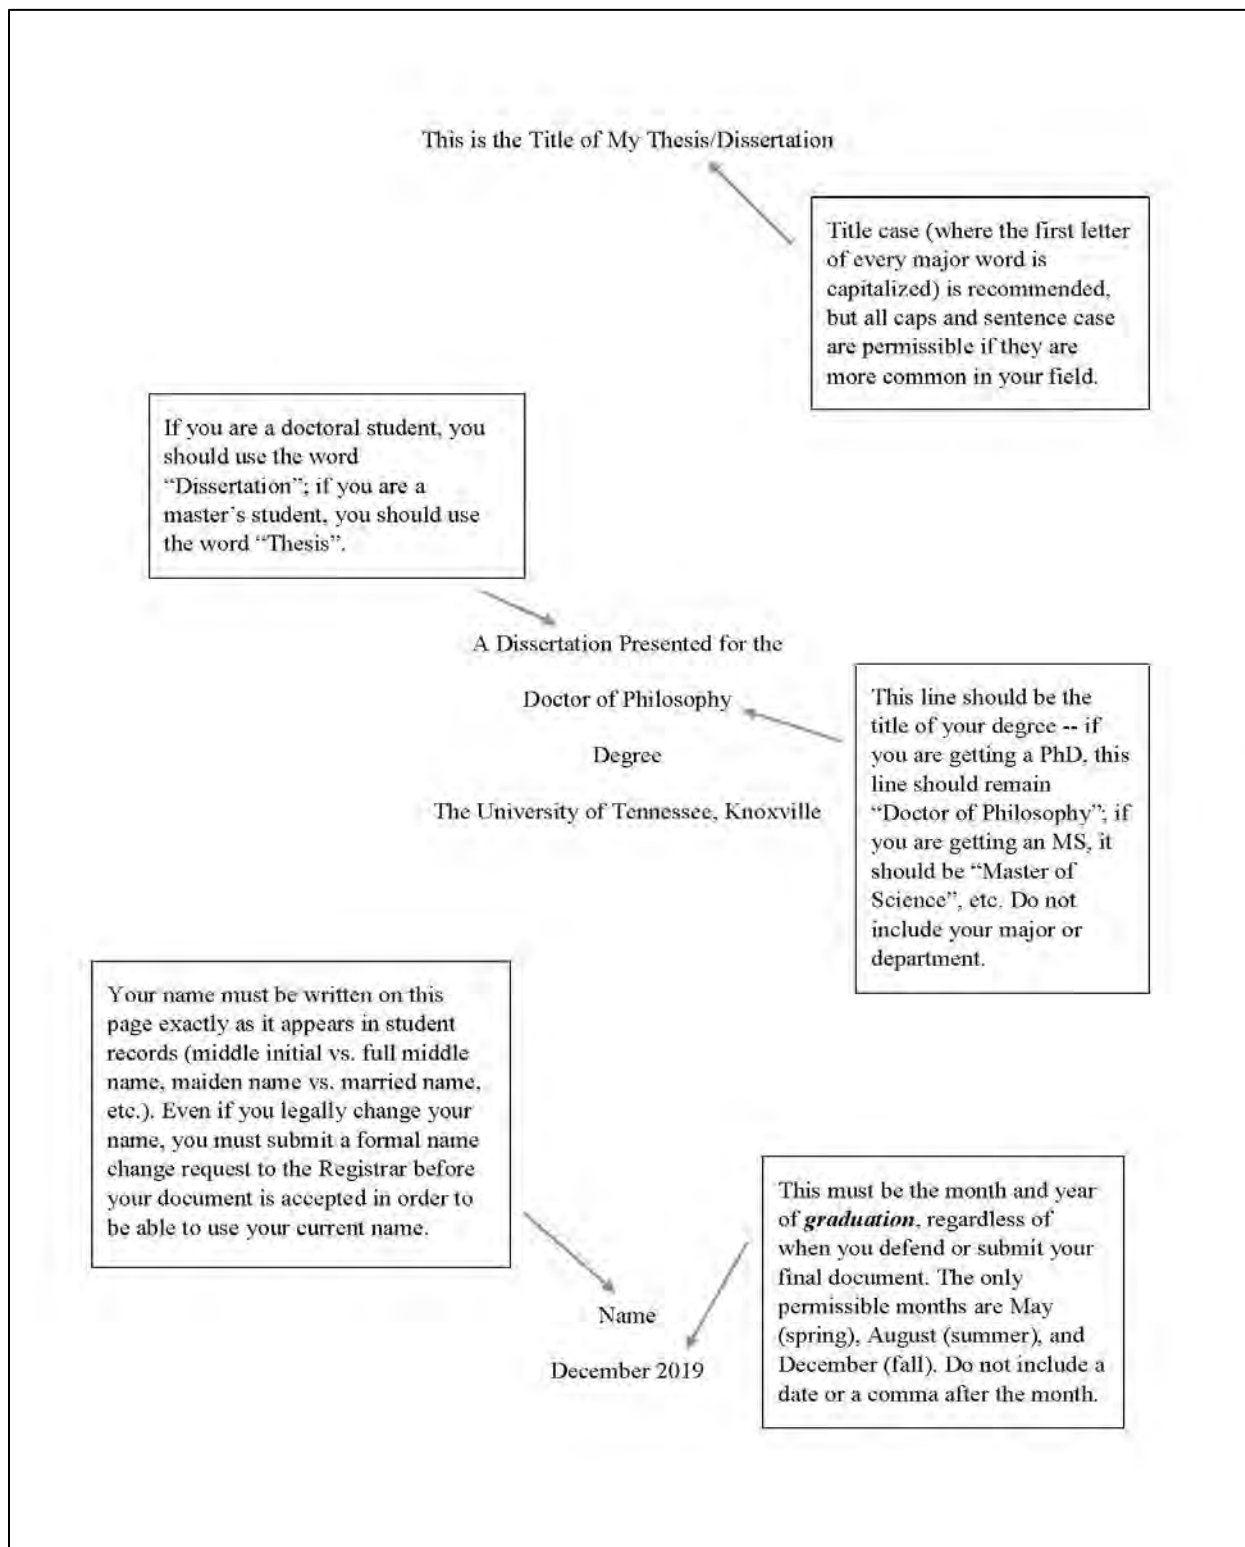 This is the Title of My Thesis/Dissertation
Title case (where the first letter
of every major word is
capitalized) is recommended,
but all caps and sentence case
are permissible if they are
more common in your field.
If you are a doctoral student, you
should use the word
“Dissertation”; if you are a
master’s student, you should use
the word “Thesis”.
A Dissertation Presented for the
Doctor of Philosophy
Degree
The University of Tennessee, Knoxville
This line should be the
title of your degree -- if
you are getting a PhD, this
line should remain
“Doctor of Philosophy”; if
you are getting an MS, it
should be “Master of
Science”, etc. Do not
include your major or
department.
Your name must be written on this
page exactly as it appears in student
records (middle initial vs. full middle
name, maiden name vs. married name,
etc.). Even if you legally change your
name, you must submit a formal name
change request to the Registrar before
your document is accepted in order to
be able to use your current name.
This must be the month and year
of graduation, regardless of
when you defend or submit your
final document. The only
permissible months are May
(spring), August (summer), and
December (fall). Do not include a
date or a comma after the month.
Name
December 2019